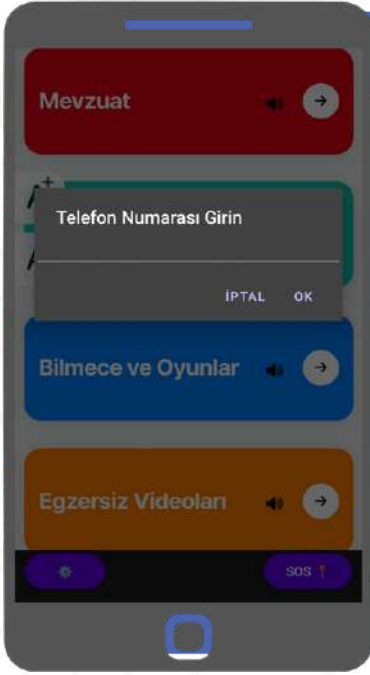 Mevzuat
A+
Telefon Numarası Girin
A
İPTAL
OK
Bilmece ve Oyunlar
Egzersiz Videoları
SOS